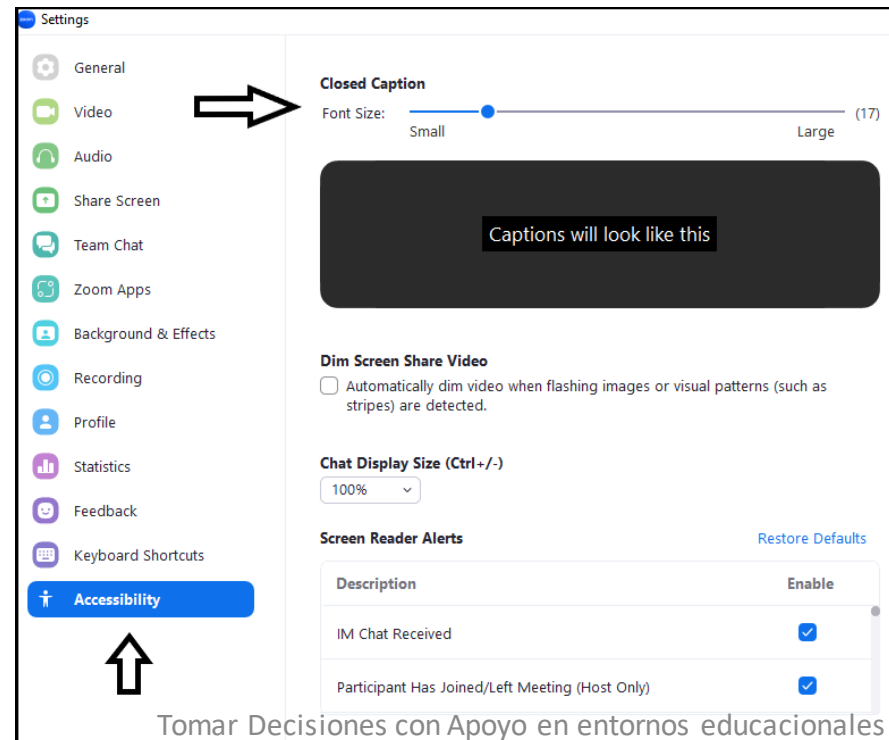 Settings
General
Video
Audio
Share Screen
Team Chat
Zoom Apps
Background & Effects
Recording
Profile
Statistics
Feedback
Keyboard Shortcuts
Accessibility
Closed Caption
Font Size: (17)
Small Large
Captions will look like this
Dim Screen Share Video
Automatically dim video when flashing images or visual patterns (such as
stripes) are detected.
Chat Display Size (Ctrl+/-)
100%
Screen Reader Alerts Restore Defaults
Description Enable
IM Chat Received
Participant Has Joined/Left Meeting (Host Only)
Tomar Decisiones con Apoyo en entornos educacionales